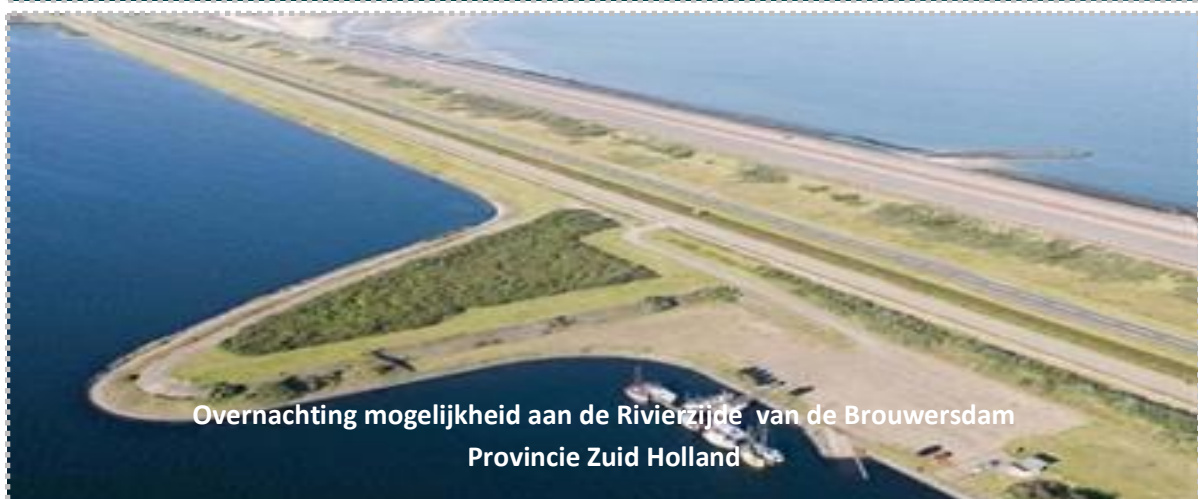 Overnachting mogelijkheid aan de Rivierzijde van de Brouwersdam
Provincie Zuid Holland